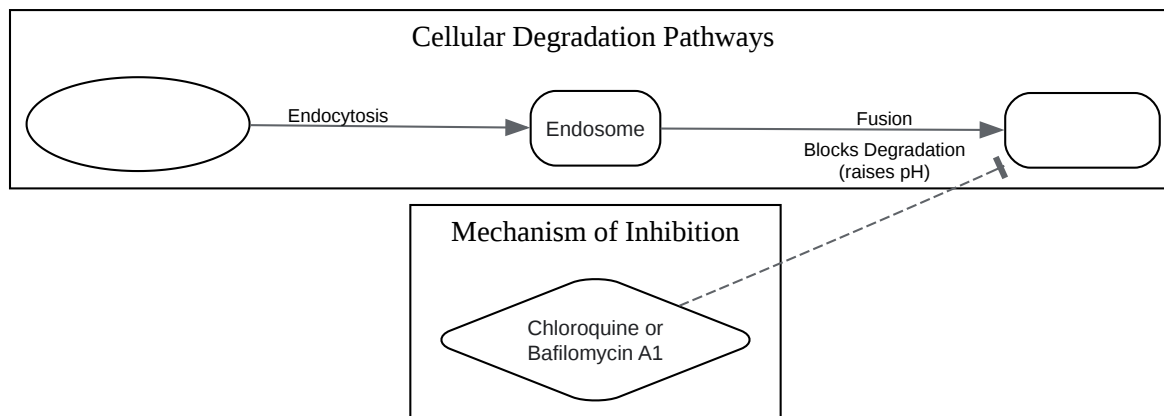 Cellular Degradation Pathways
Endocytosis
Endosome
Fusion
Blocks Degradation
(raises pH)
Mechanism of Inhibition
Chloroquine or
Bafilomycin A1